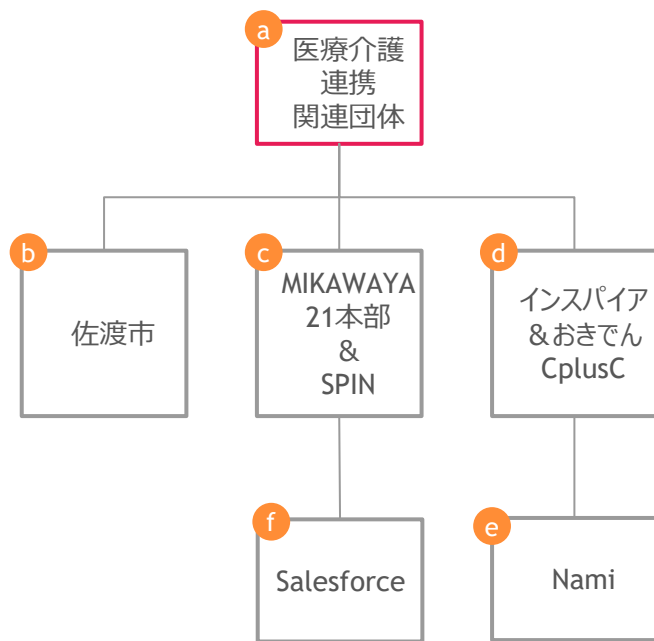 a
医療介護
連携
関連団体
b
佐渡市
c
MIKAWAYA
21本部
&
SPIN
d
インスパイア
＆おきでん
CplusC
f
Salesforce
e
Nami